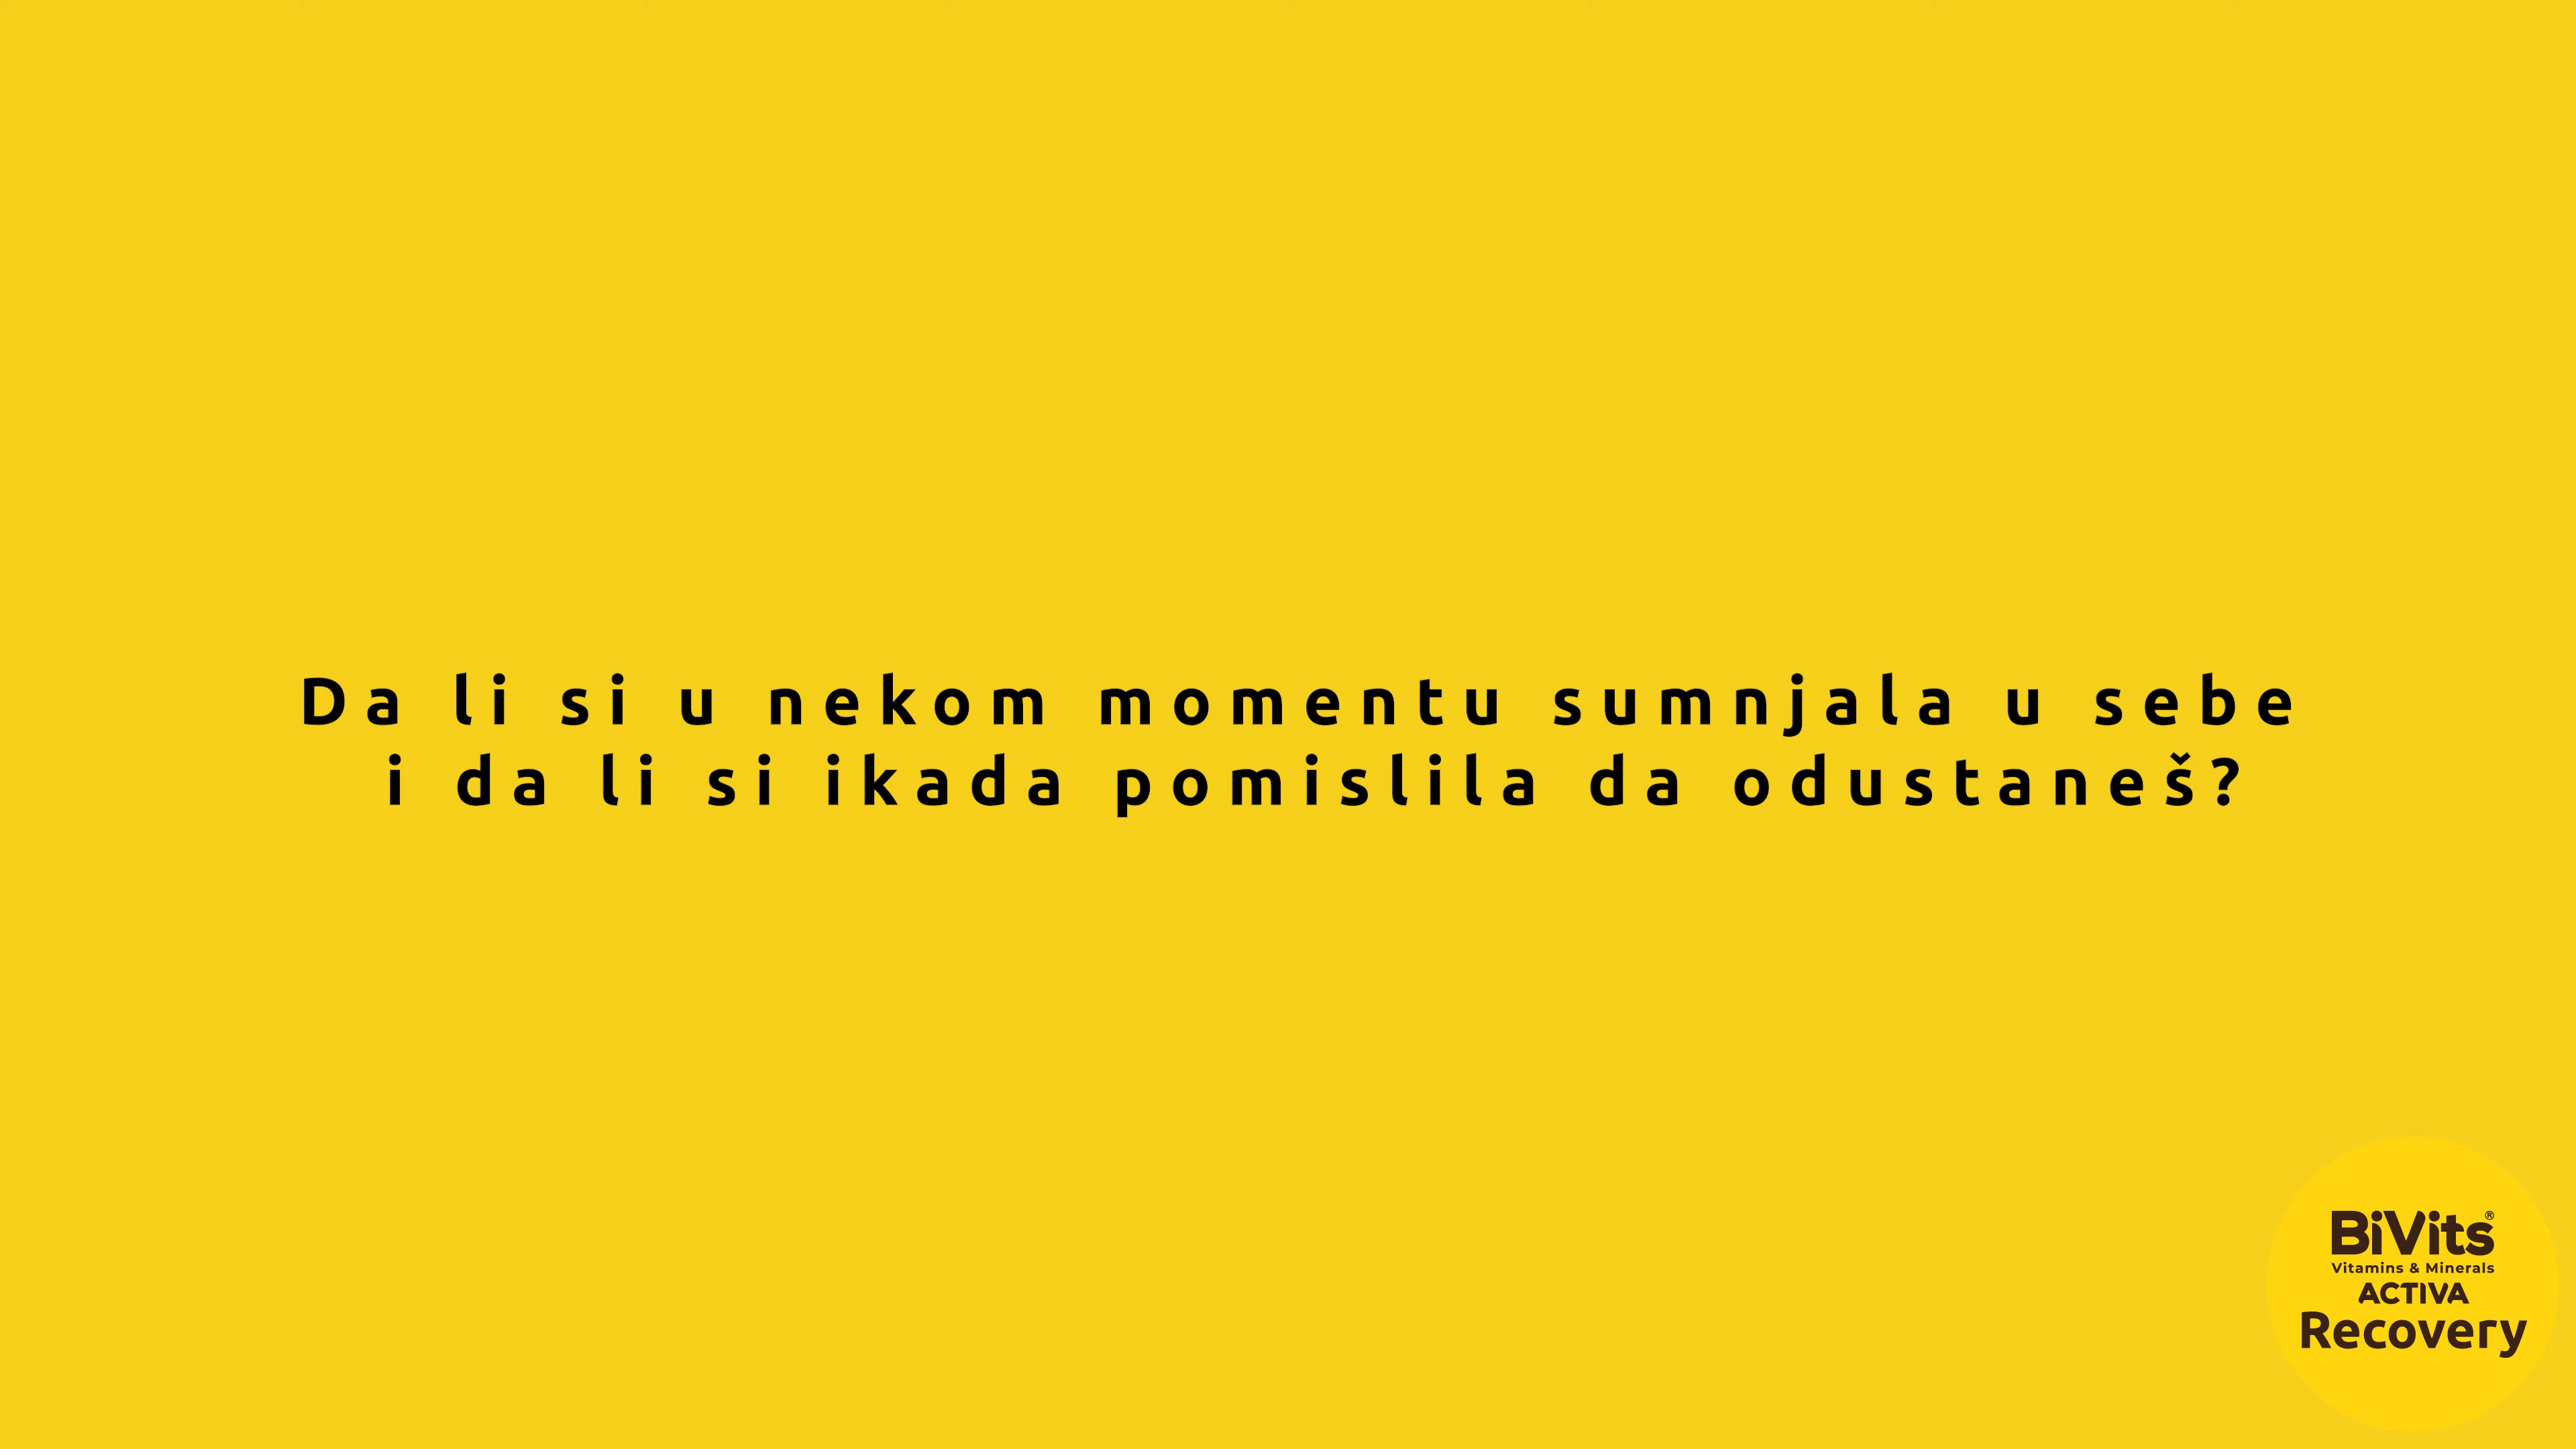 Da li si u nekom momentu sumnjala u sebe
i da li si ikada pomislila da odustaneš?
BiVits®
Vitamins & Minerals
ACTIVA
Recovery